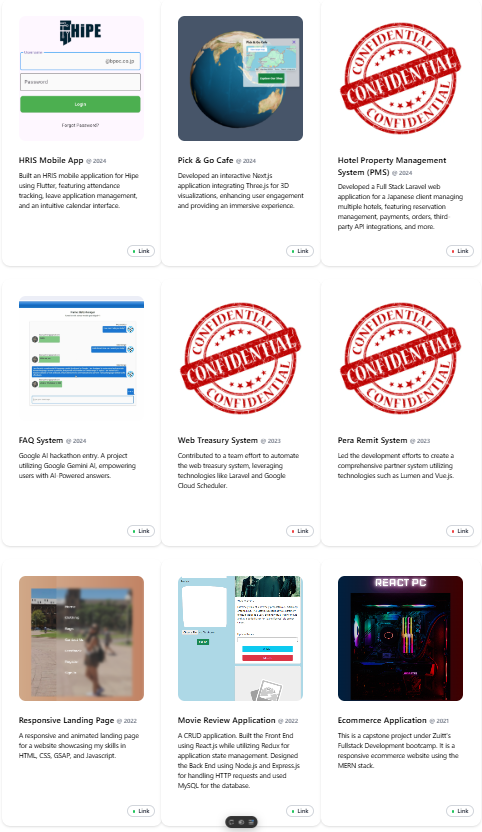 HiPE
Username
@hpec.co.jp
Password
Login
Forgot Password?
HRIS Mobile App @ 2024
Built an HRIS mobile application for Hipe
using Flutter, featuring attendance
tracking, leave application management,
and an intuitive calendar interface.
Link
Pick & Go Cafe
Pick & Go Cafe @ 2024
Developed an interactive Next.js
application integrating Three.js for 3D
visualizations, enhancing user engagement
and providing an immersive experience.
Link
CONFIDENTIAL
CONFIDENTIAL
CONFIDENTIAL
Hotel Property Management
System (PMS) @ 2024
Developed a Full Stack Laravel web
application for a Japanese client managing
multiple hotels, featuring reservation
management, payments, orders, third-
party API integrations, and more.
Link
FAQ System @ 2024
Google AI hackathon entry. A project
utilizing Google Gemini AI, empowering
users with AI-Powered answers.
Link
CONFIDENTIAL
CONFIDENTIAL
CONFIDENTIAL
Web Treasury System @ 2023
Contributed to a team effort to automate
the web treasury system, leveraging
technologies like Laravel and Google
Cloud Scheduler.
Link
CONFIDENTIAL
CONFIDENTIAL
CONFIDENTIAL
Pera Remit System @ 2023
Led the development efforts to create a
comprehensive partner system utilizing
technologies such as Lumen and Vue.js.
Link
Responsive Landing Page @ 2022
A responsive and animated landing page
for a website showcasing my skills in
HTML, CSS, GSAP, and Javascript.
Link
Movie Review Application @ 2022
A CRUD application. Built the Front End
using React.js while utilizing Redux for
application state management. Designed
the Back End using Node.js and Express.js
for handling HTTP requests and used
MySQL for the database.
Link
REACT PC
Ecommerce Application @ 2021
This is a capstone project under Zuitt's
Fullstack Development bootcamp. It is a
responsive ecommerce website using the
MERN stack.
Link